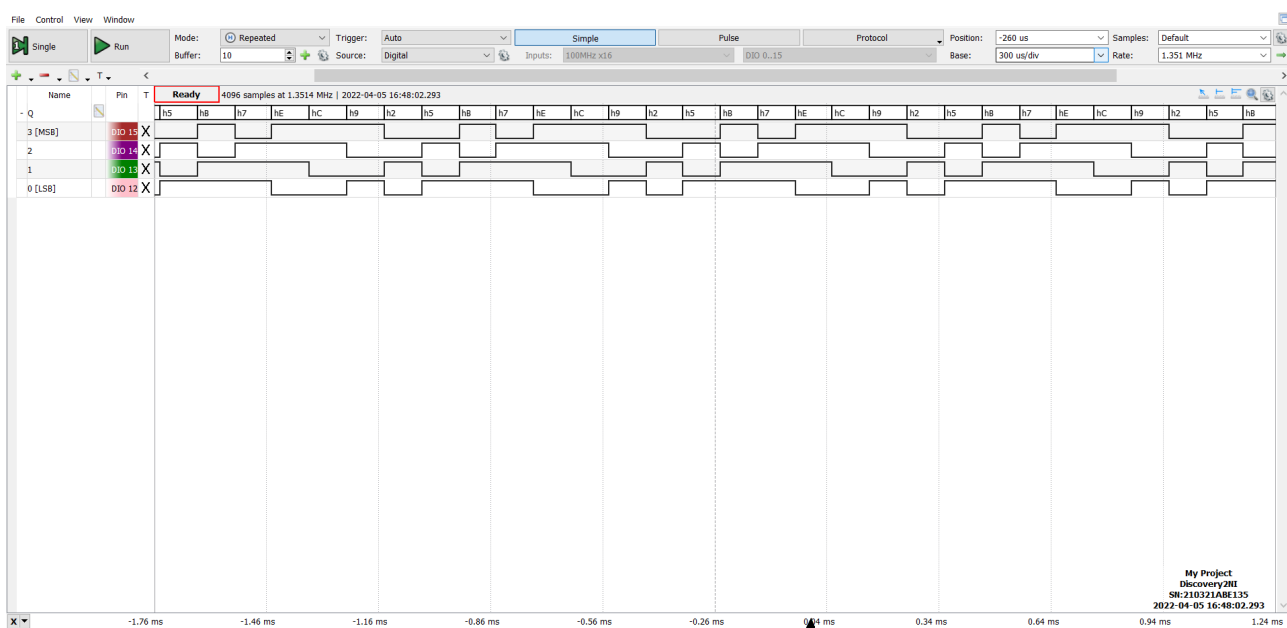 File Control View Window
Single Run Mode: Repeated Trigger: Auto Simple Pulse Protocol Position: -260 us Samples: Default
Buffer: 10 Source: Digital Inputs: 100MHz x16 DIO 0..15 Base: 300 us/div Rate: 1.351 MHz
T
Name Pin T Ready 4096 samples at 1.3514 MHz | 2022-04-05 16:48:02.293
- Q h5 hB h7 hE hC h9 h2 h5 hB h7 hE hC h9 h2 h5 hB h7 hE hC h9 h2 h5 hB h7 hE hC h9 h2 h5 hB
3 [MSB] DIO 15 X
2 DIO 14 X
1 DIO 13 X
0 [LSB] DIO 12 X
My Project
Discovery2NI
SN:210321ABE135
2022-04-05 16:48:02.293
X -1.76 ms -1.46 ms -1.16 ms -0.86 ms -0.56 ms -0.26 ms 0.04 ms 0.34 ms 0.64 ms 0.94 ms 1.24 ms